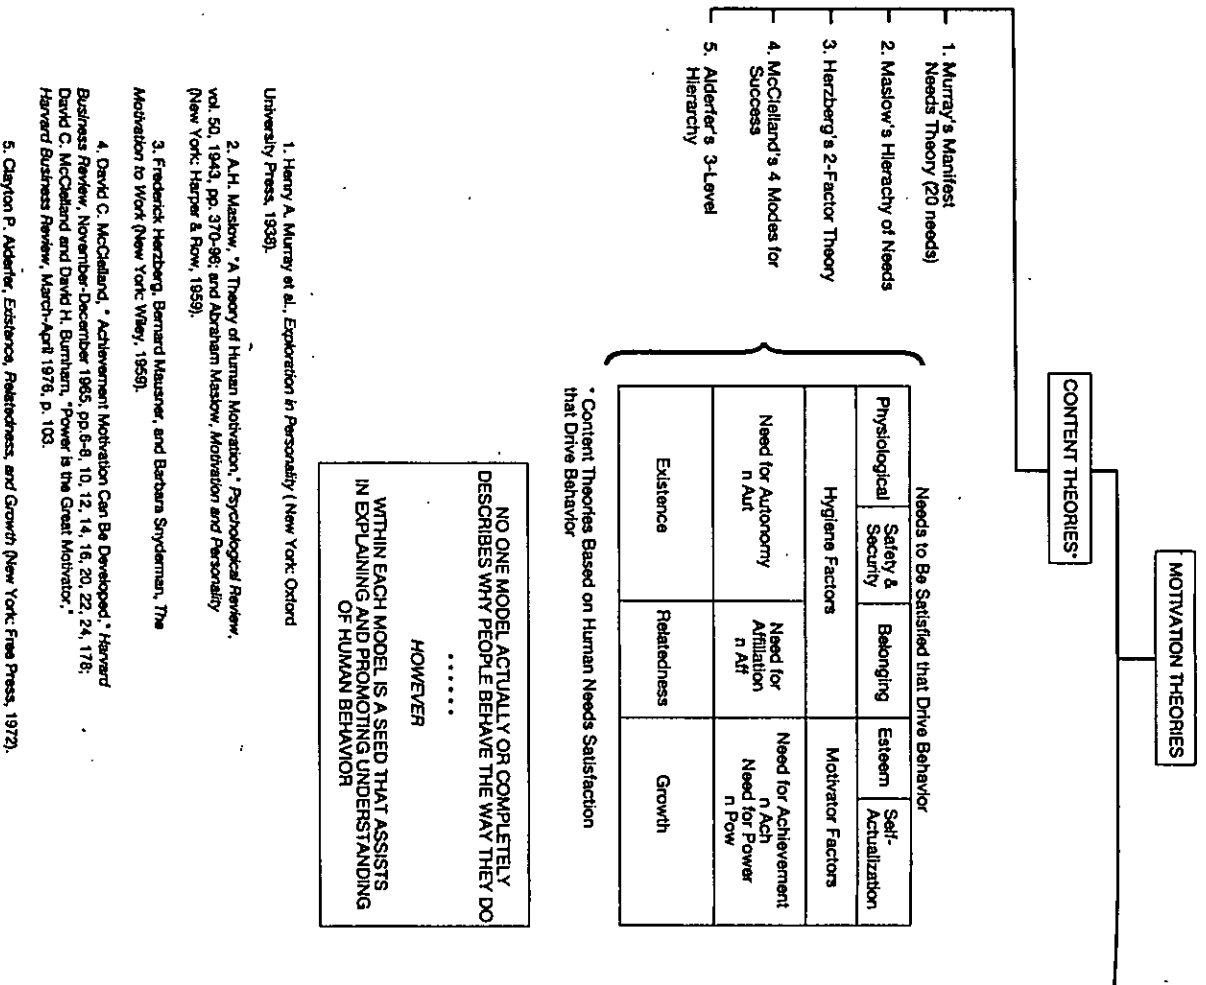 MOTIVATION THEORIES
CONTENT THEORIES*
1. Murray's Manifest
Needs Theory (20 needs)
2. Maslow's Hierachy of Needs
3. Herzberg's 2-Factor Theory
4. McClelland's 4 Modes for
Success
5. Alderfer's 3-Level
Hierarchy
Needs to Be Satisfied that Drive Behavior
Physiological
Safety &
Security
Belonging
Esteem
Self-
Actualization
Hygiene Factors
Motivator Factors
Need for Autonomy
n Aut
Need for
Affiliation
n Aff
Need for Achievement
n Ach
Need for Power
n Pow
Existence
Relatedness
Growth
* Content Theories Based on Human Needs Satisfaction
that Drive Behavior
NO ONE MODEL ACTUALLY OR COMPLETELY
DESCRIBES WHY PEOPLE BEHAVE THE WAY THEY DO
.....
HOWEVER
WITHIN EACH MODEL IS A SEED THAT ASSISTS
IN EXPLAINING AND PROMOTING UNDERSTANDING
OF HUMAN BEHAVIOR
1. Henry A. Murray et al., Exploration in Personality ( New York: Oxford
University Press, 1938).
2. A.H. Maslow, "A Theory of Human Motivation," Psychological Review,
vol. 50, 1943, pp. 370-96; and Abraham Maslow, Motivation and Personality
(New York: Harper & Row, 1959).
3. Frederick Herzberg, Bernard Mausner, and Barbara Snyderman, The
Motivation to Work (New York: Wiley, 1959).
4. David C. McClelland, " Achievement Motivation Can Be Developed," Harvard
Business Review, November-December 1965, pp.6-8, 10, 12, 14, 16, 20, 22, 24, 178;
David C. McClelland and David H. Burnham, "Power is the Great Motivator,"
Harvard Business Review, March-April 1976, p. 103.
5. Clayton P. Alderfer, Existence, Relatedness, and Growth (New York: Free Press, 1972).